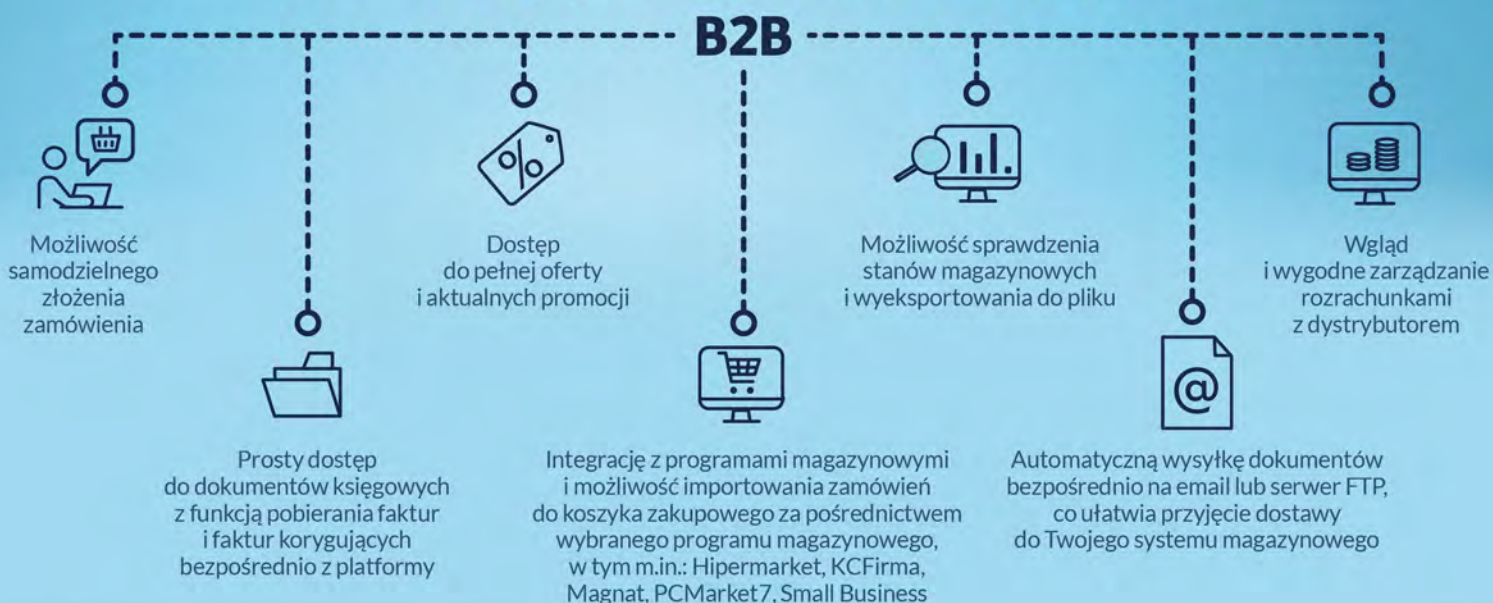 B2B
Możliwość
samodzielnego
złożenia
zamówienia
Prosty dostęp
do dokumentów księgowych
z funkcją pobierania faktur
i faktur korygujących
bezpośrednio z platformy
Dostęp
do pełnej oferty
i aktualnych promocji
Integrację z programami magazynowymi
i możliwość importowania zamówień
do koszyka zakupowego za pośrednictwem
wybranego programu magazynowego,
w tym m.in.: Hipermarket, KCFirma,
Magnat, PCMarket7, Small Business
Możliwość sprawdzenia
stanów magazynowych
i wyeksportowania do pliku
Automatyczną wysyłkę dokumentów
bezpośrednio na email lub serwer FTP,
co ułatwia przyjęcie dostawy
do Twojego systemu magazynowego
Wgląd
i wygodne zarządzanie
rozrachunkami
z dystrybutorem